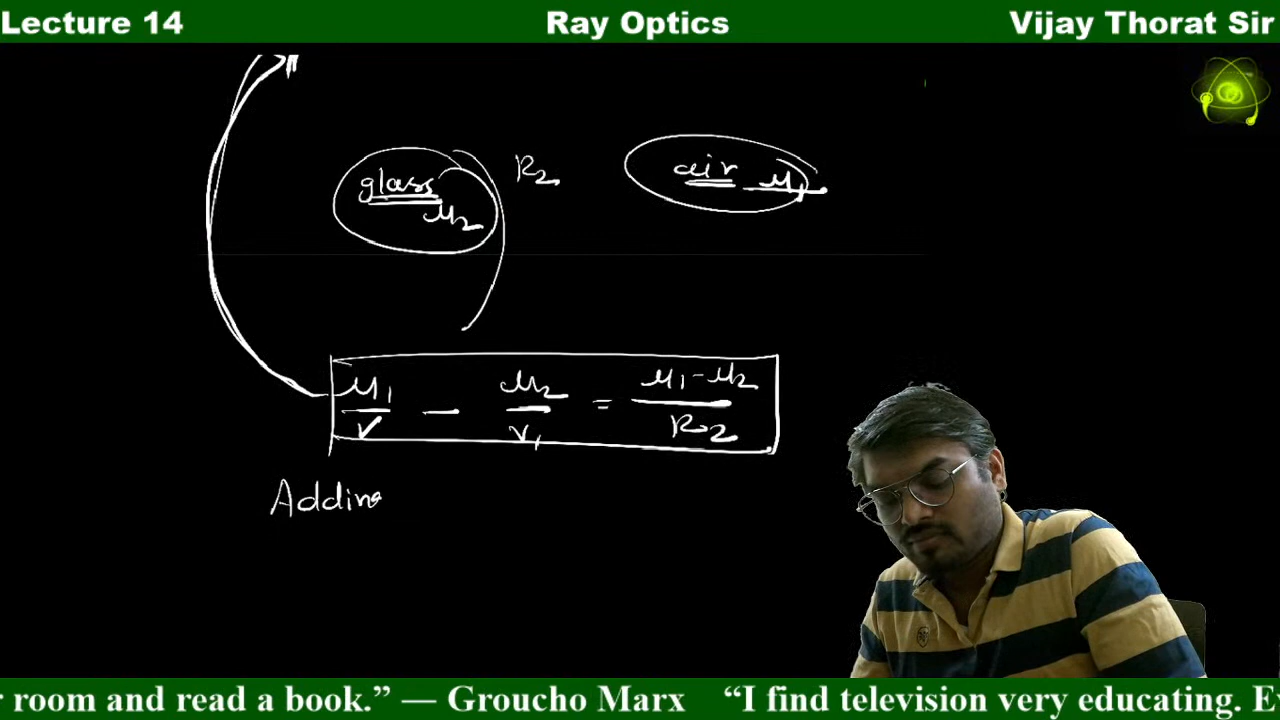 Lecture 14 Ray Optics Vijay Thorat Sir
glass μ2 R2 air μ1
μ1/v - μ2/v1 = μ1-μ2/R2
Adding
r room and read a book.” — Groucho Marx “I find television very educating. E